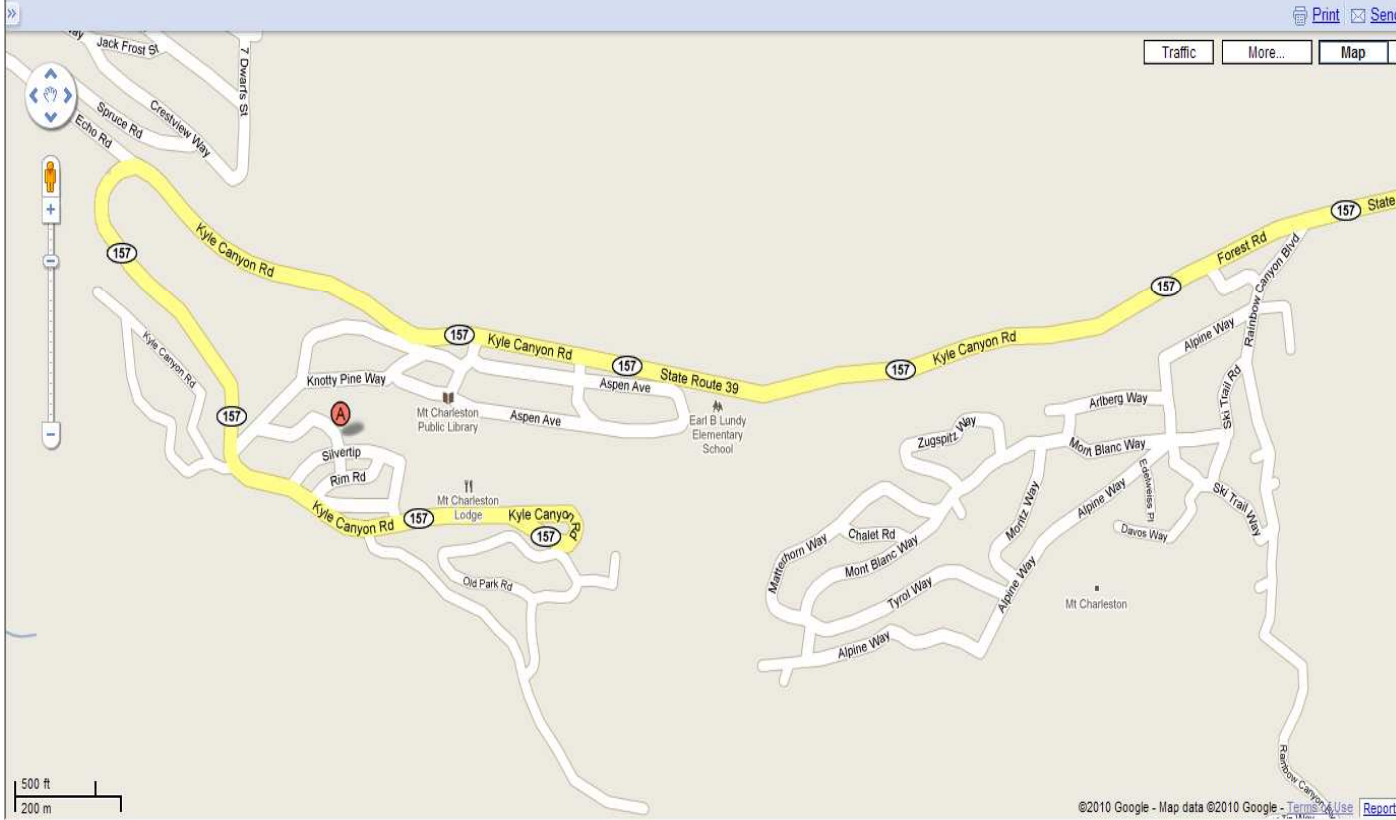 »
Print
Send
Traffic
More...
Map
Way
Jack Frost St
7 Dwarfs St
Crestview Way
Spruce Rd
Echo Rd
+
157
State
Forest Rd
Rainbow Canyon Blvd
157
Kyle Canyon Rd
157
157
Kyle Canyon Rd
157
State Route 39
157
Kyle Canyon Rd
Alpine Way
Kyle Canyon Rd
Knotty Pine Way
Aspen Ave
Ski Trail Rd
A
157
Mt Charleston
Public Library
Aspen Ave
Earl B Lundy
Elementary
School
Arlberg Way
Zugspitz Way
Mont Blanc Way
Silvertip
Rim Rd
Edelweiss Pl
Alpine Way
Ski Trail Way
Moritz Way
Mt Charleston
Lodge
Kyle Canyon Rd
157
Kyle Canyon Rd
157
Chalet Rd
Davos Way
Matterhorn Way
Mont Blanc Way
Old Park Rd
Tyrol Way
Alpine Way
Mt Charleston
Alpine Way
Rainbow Canyon
500 ft
200 m
©2010 Google - Map data ©2010 Google - Terms of Use
Report